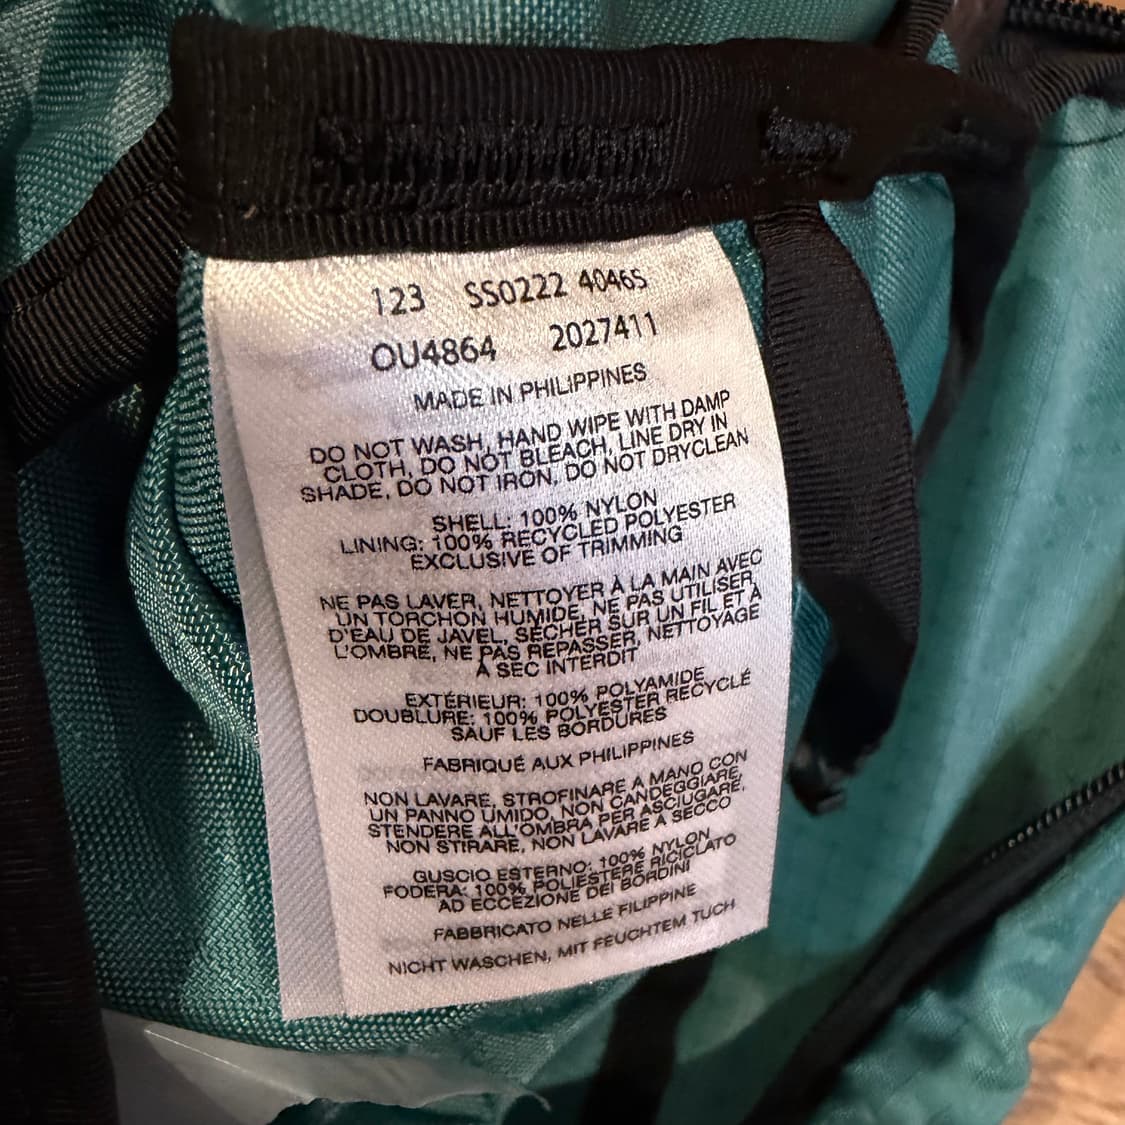 123 SS0222 4046S
OU4864 2027411
MADE IN PHILIPPINES
DO NOT WASH, HAND WIPE WITH DAMP
CLOTH, DO NOT BLEACH, LINE DRY IN
SHADE, DO NOT IRON, DO NOT DRYCLEAN
SHELL: 100% NYLON
LINING: 100% RECYCLED POLYESTER
EXCLUSIVE OF TRIMMING
NE PAS LAVER, NETTOYER À LA MAIN AVEC
UN TORCHON HUMIDE, NE PAS UTILISER
D'EAU DE JAVEL, SÉCHER SUR UN FIL ET À
L'OMBRE, NE PAS REPASSER, NETTOYAGE
À SEC INTERDIT
EXTÉRIEUR: 100% POLYAMIDE
DOUBLURE: 100% POLYESTER RECYCLÉ
SAUF LES BORDURES
FABRIQUÉ AUX PHILIPPINES
NON LAVARE, STROFINARE A MANO CON
UN PANNO UMIDO, NON CANDEGGIARE,
STENDERE ALL'OMBRA PER ASCIUGARE,
NON STIRARE, NON LAVARE A SECCO
GUSCIO ESTERNO: 100% NYLON
FODERA: 100% POLIESTERE RICICLATO
AD ECCEZIONE DEI BORDINI
FABBRICATO NELLE FILIPPINE
NICHT WASCHEN, MIT FEUCHTEM TUCH